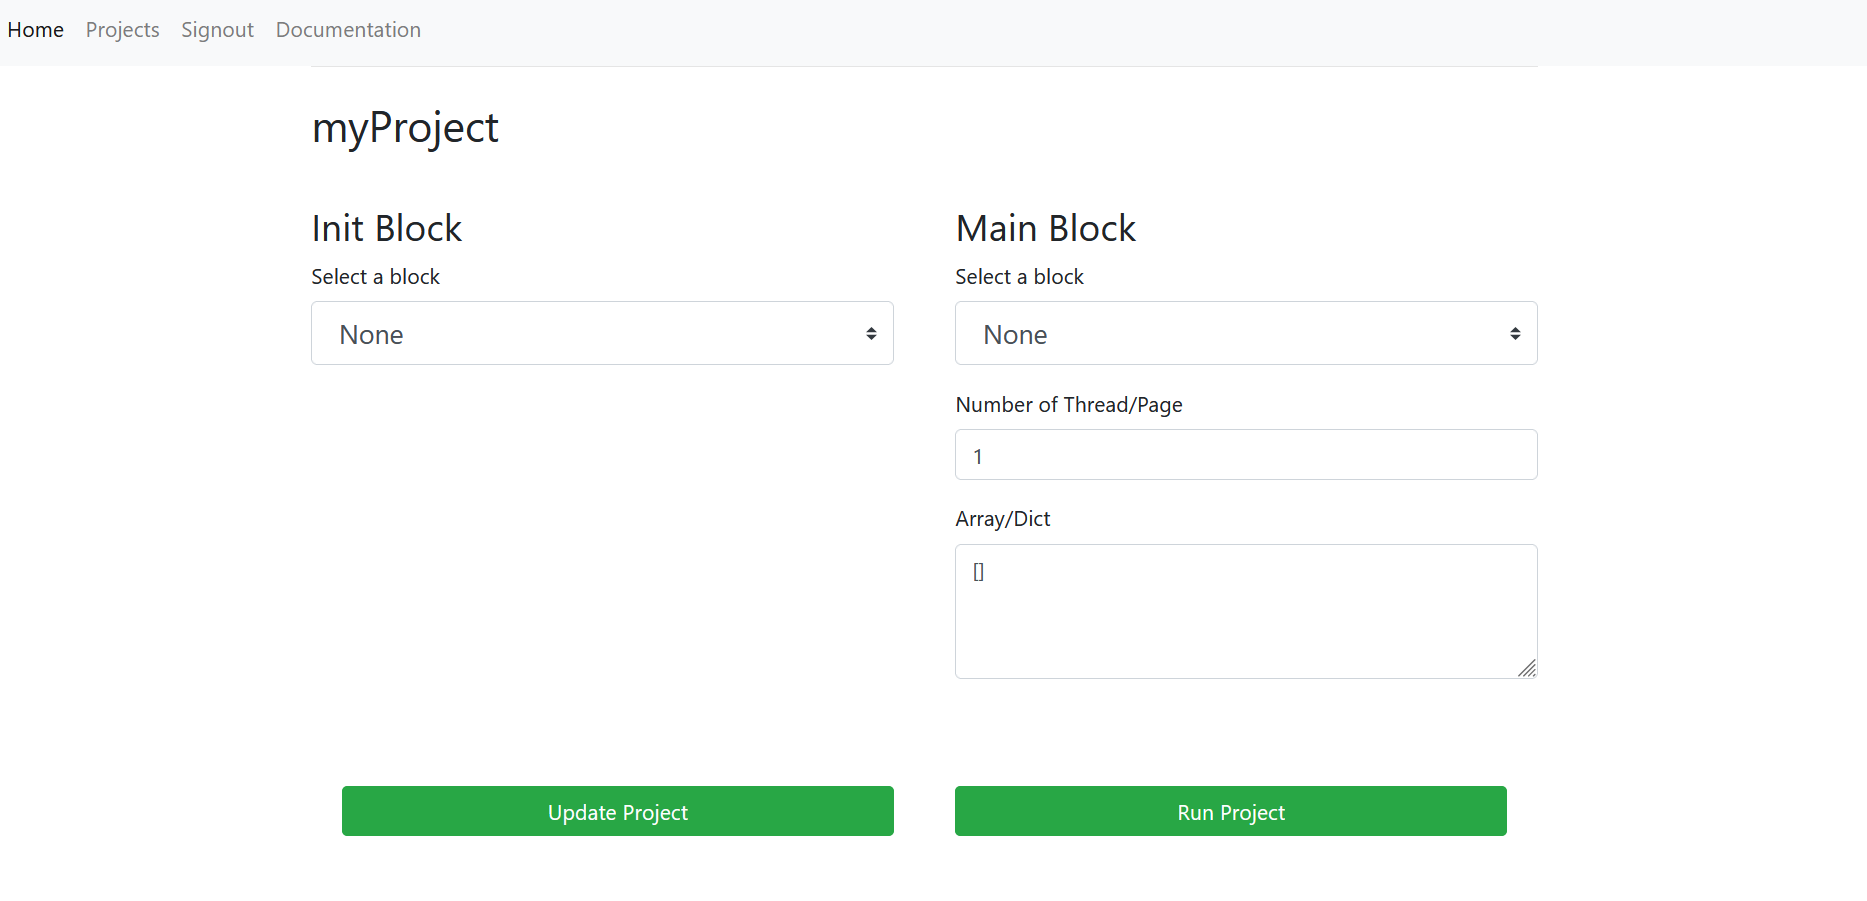 Home Projects Signout Documentation
myProject
Init Block
Select a block
None
Main Block
Select a block
None
Number of Thread/Page
1
Array/Dict
[]
Update Project
Run Project